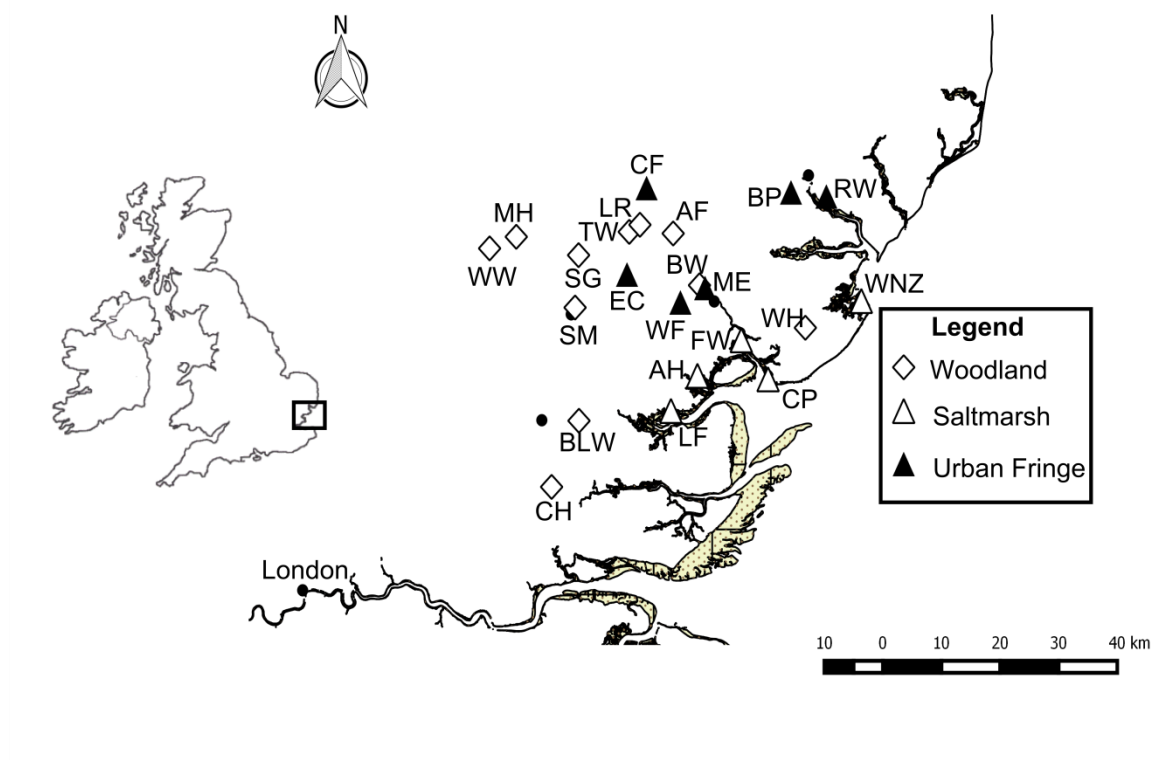 N
CF
BP
RW
MH
LR
AF
TW
WW
SG
BW
ME
EC
WNZ
SM
WF
WH
FW
AH
CP
BLW
LF
CH
London
Legend
Woodland
Saltmarsh
Urban Fringe
10 0 10 20 30 40 km